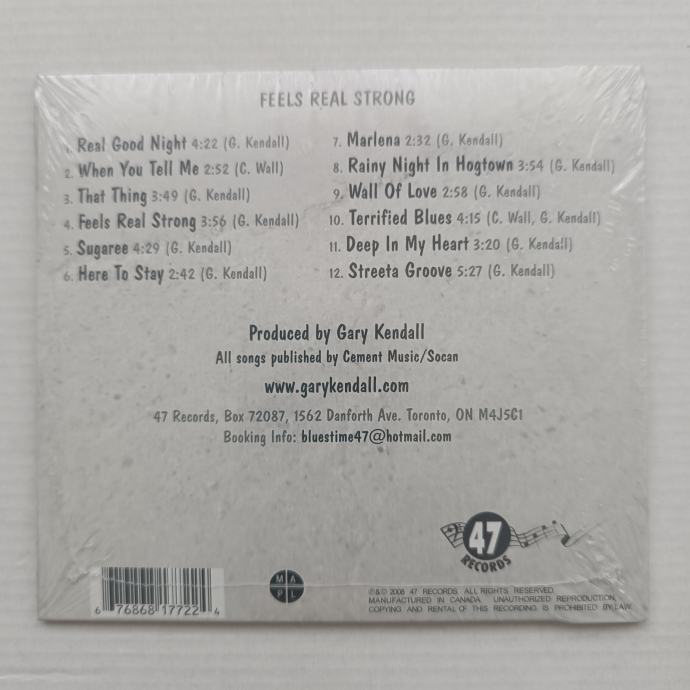 FEELS REAL STRONG
1. Real Good Night 4:22 (G. Kendall)
2. When You Tell Me 2:52 (C. Wall)
3. That Thing 3:49 (G. Kendall)
4. Feels Real Strong 3:56 (G. Kendall)
5. Sugaree 4:29 (G. Kendall)
6. Here To Stay 2:42 (G. Kendall)
7. Marlena 2:32 (G. Kendall)
8. Rainy Night In Hogtown 3:54 (G. Kendall)
9. Wall Of Love 2:58 (G. Kendall)
10. Terrified Blues 4:15 (C. Wall, G. Kendall)
11. Deep In My Heart 3:20 (G. Kendall)
12. Streeta Groove 5:27 (G. Kendall)
Produced by Gary Kendall
All songs published by Cement Music/Socan
www.garykendall.com
47 Records, Box 72087, 1562 Danforth Ave. Toronto, ON M4J5C1
Booking Info: bluestime47@hotmail.com
47
RECORDS
M A
P L
6 76868 17722 4
℗&© 2008 47 RECORDS. ALL RIGHTS RESERVED.
MANUFACTURED IN CANADA. UNAUTHORIZED REPRODUCTION,
COPYING AND RENTAL OF THIS RECORDING IS PROHIBITED BY LAW.